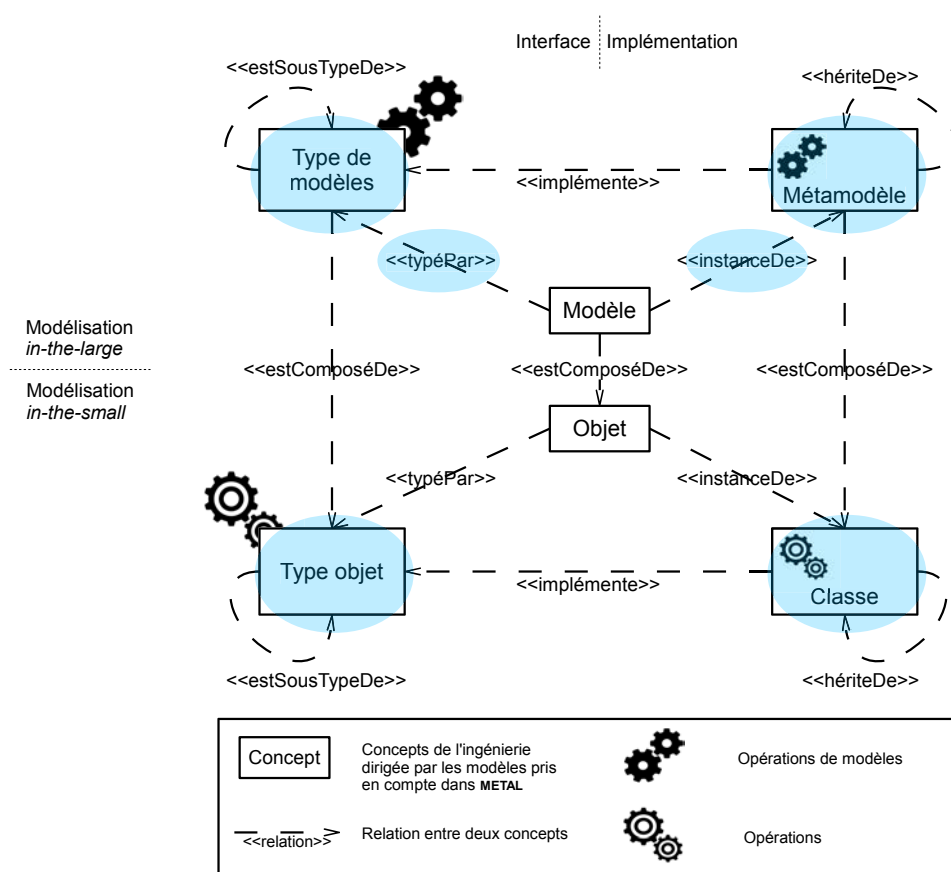 Interface
Implémentation
<<estSousTypeDe>>
<<hériteDe>>
Type de
modèles
<<implémente>>
Métamodèle
<<typéPar>>
<<instanceDe>>
Modèle
Modélisation
in-the-large
<<estComposéDe>>
<<estComposéDe>>
<<estComposéDe>>
Modélisation
in-the-small
Objet
<<typéPar>>
<<instanceDe>>
Type objet
<<implémente>>
Classe
<<estSousTypeDe>>
<<hériteDe>>
Concept
Concepts de l'ingénierie
dirigée par les modèles pris
en compte dans METAL
Opérations de modèles
<<relation>>
Relation entre deux concepts
Opérations